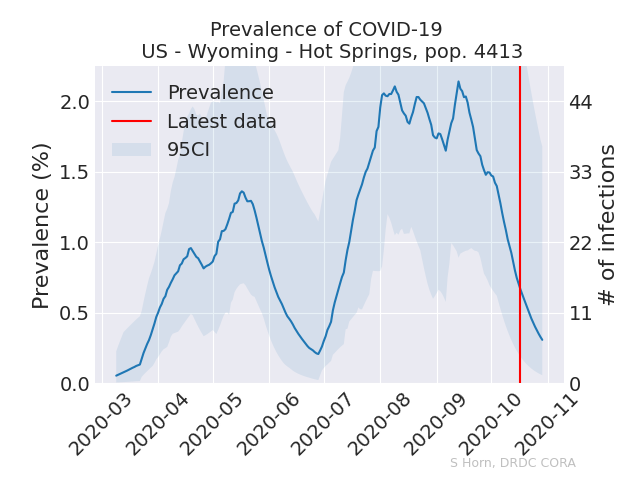 Prevalence of COVID-19
US - Wyoming - Hot Springs, pop. 4413
Prevalence
Latest data
95CI
Prevalence (%)
2.0
1.5
1.0
0.5
0.0
44
33
22
11
0
# of infections
2020-03
2020-04
2020-05
2020-06
2020-07
2020-08
2020-09
2020-10
2020-11
S Horn, DRDC CORA